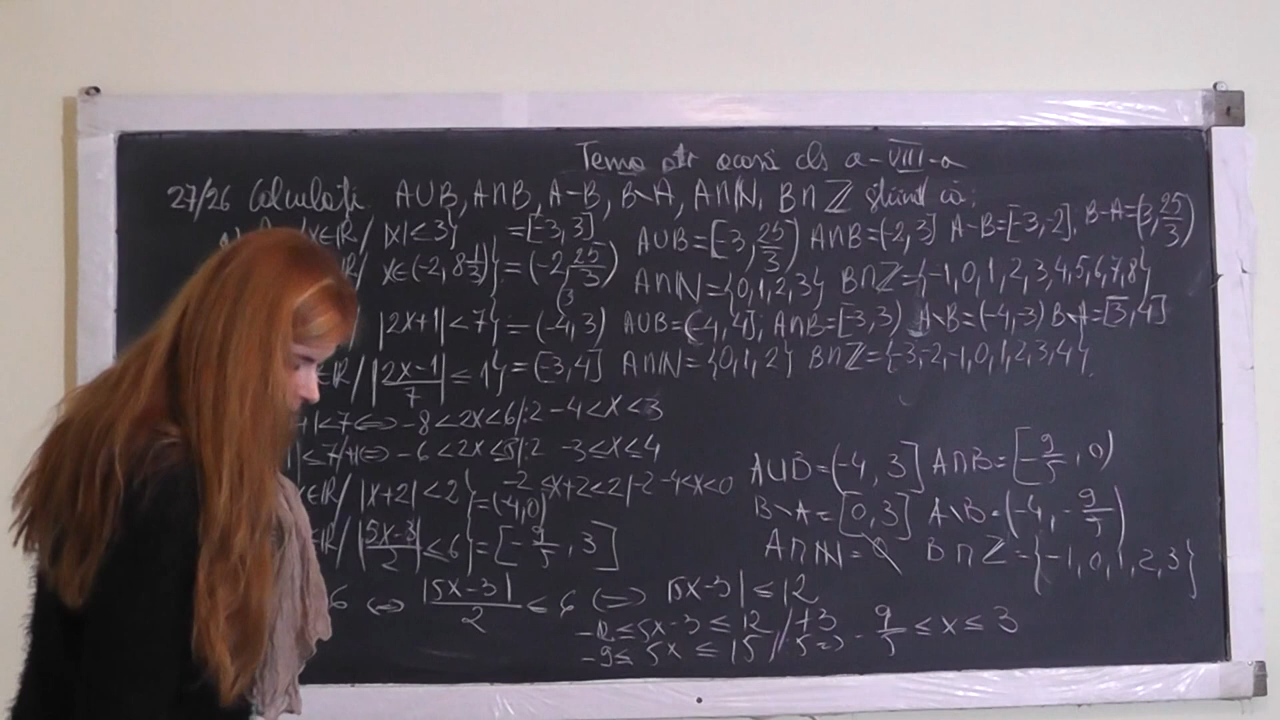 Tema acasă cls a-VIII-a
27/26 Calculați A∪B, A∩B, A-B, B\A, A∩ℕ, B∩ℤ știind că:
a) x∈ℝ/ |x|≤3} =[-3,3] A∪B=[-3,25/3) A∩B=(-2,3] A-B=[-3,-2]. B-A=(3,25/3)
ℝ/ x∈(-2,8 1/3)}=(-2,25/3) A∩ℕ={0,1,2,3} B∩ℤ={-1,0,1,2,3,4,5,6,7,8}
|2x+1|<7}=(-4,3) A∪B=(-4,4]; A∩B=[-3,3) A\B=(-4,-3) B\A=[3,4]
∈ℝ/ |2x-1/7|≤1}=[-3,4] A∩ℕ={0,1,2} B∩ℤ={-3,-2,-1,0,1,2,3,4}.
|<7⇔ -8<2x<6/:2 -4<x<3
|≤7/+1⇔ -6<2x≤8/:2 -3≤x≤4
x∈ℝ/ |x+2|<2}=(-4,0) -2<x+2<2|-2 -4<x<0 A∪B=(-4,3] A∩B=[-9/5,0)
∈ℝ/ |5x-3|/2≤6}=[-9/5,3] B\A=[0,3] A\B=(-4,-9/5)
A∩ℕ=∅ B∩ℤ={-1,0,1,2,3}
6 ⇔ |5x-3|/2≤6 ⇔ |5x-3|≤12
-12≤5x-3≤12 /+3
-9≤5x≤15 /:5⇒ -9/5≤x≤3